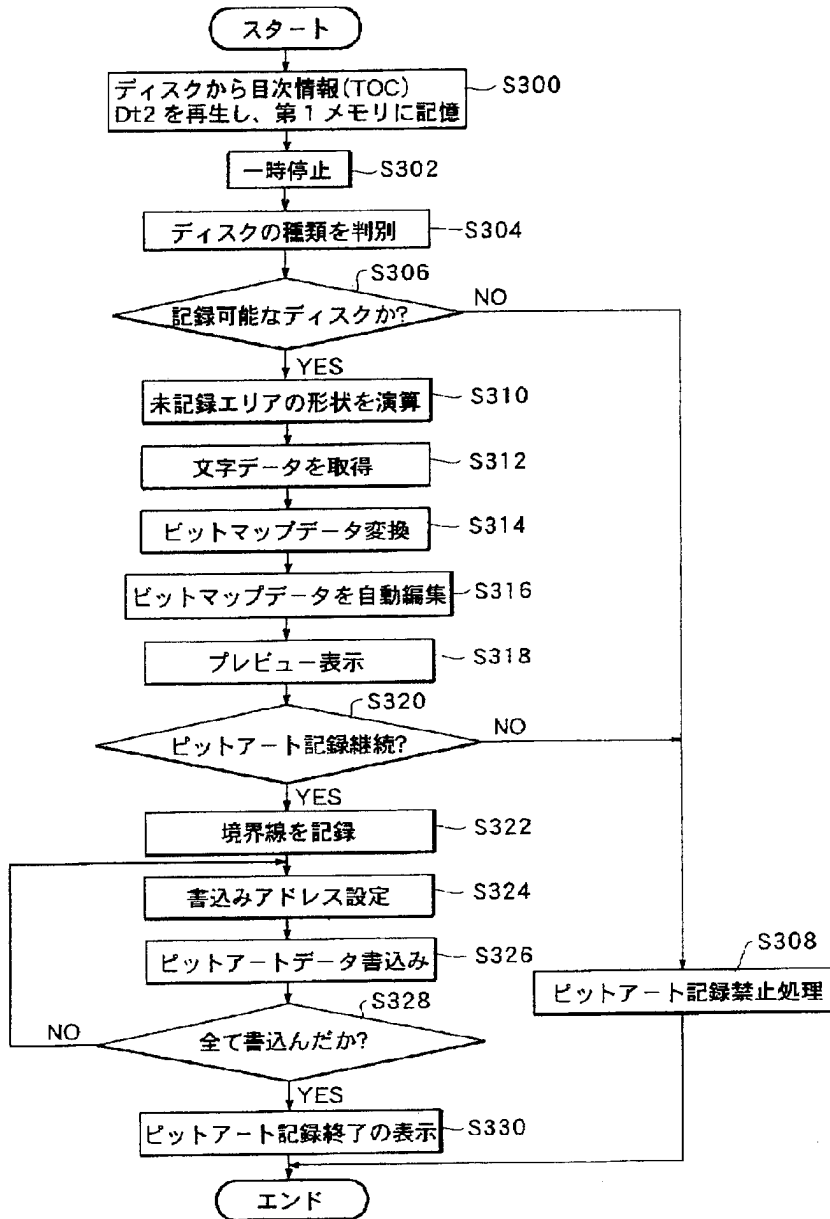 スタート
ディスクから目次情報(TOC)
Dt2 を再生し、第1メモリに記憶
S300
一時停止
S302
ディスクの種類を判別
S304
S306
記録可能なディスクか?
NO
YES
未記録エリアの形状を演算
S310
文字データを取得
S312
ビットマップデータ変換
S314
ビットマップデータを自動編集
S316
プレビュー表示
S318
S320
ピットアート記録継続?
NO
YES
境界線を記録
S322
書込みアドレス設定
S324
ピットアートデータ書込み
S326
S308
ピットアート記録禁止処理
S328
全て書込んだか?
NO
YES
ピットアート記録終了の表示
S330
エンド